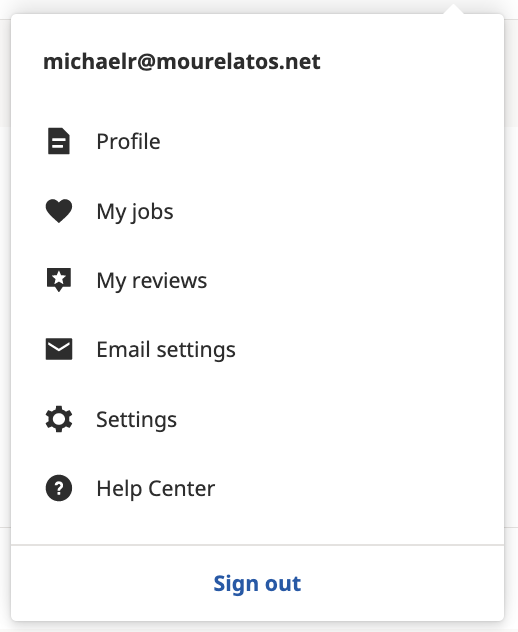 michaelr@mourelatos.net
Profile
My jobs
My reviews
Email settings
Settings
Help Center
Sign out